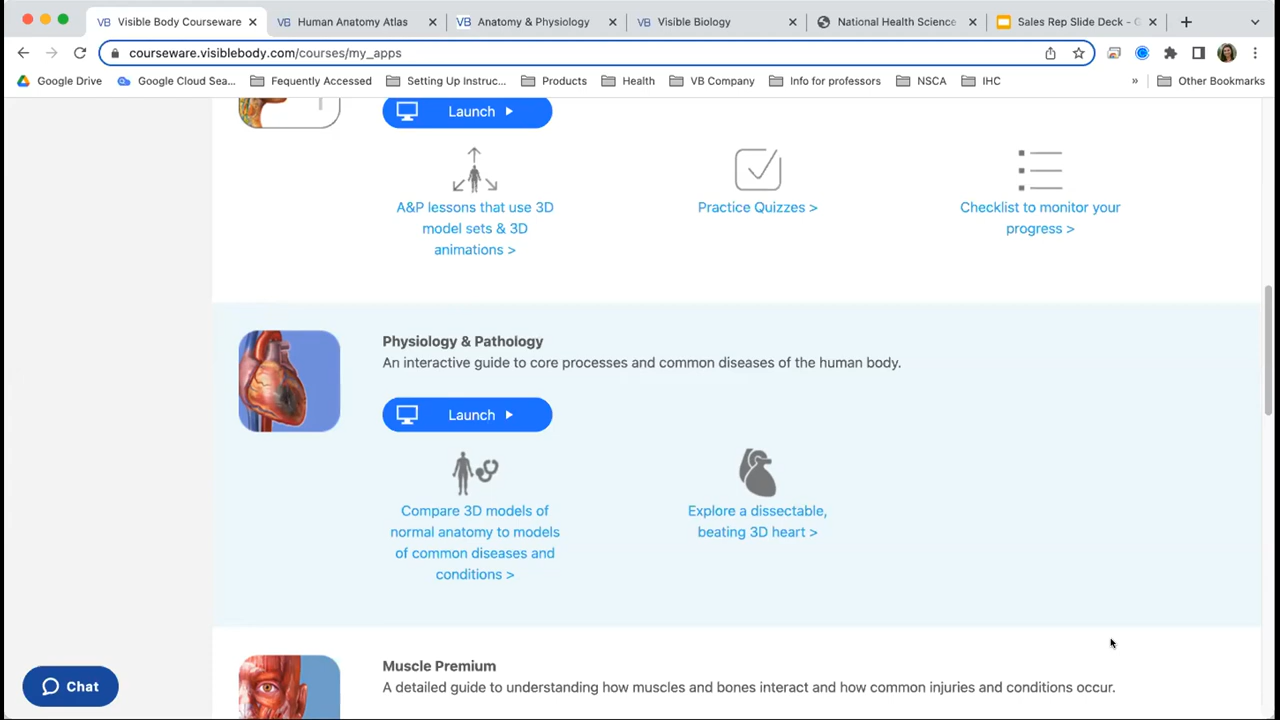 VB Visible Body Courseware
VB Human Anatomy Atlas
VB Anatomy & Physiology
VB Visible Biology
National Health Science
Sales Rep Slide Deck - G
courseware.visiblebody.com/courses/my_apps
Google Drive
Google Cloud Sea...
Fequently Accessed
Setting Up Instruc...
Products
Health
VB Company
Info for professors
NSCA
IHC
»
Other Bookmarks
Launch
A&P lessons that use 3D
model sets & 3D
animations >
Practice Quizzes >
Checklist to monitor your
progress >
Physiology & Pathology
An interactive guide to core processes and common diseases of the human body.
Launch
Compare 3D models of
normal anatomy to models
of common diseases and
conditions >
Explore a dissectable,
beating 3D heart >
Muscle Premium
A detailed guide to understanding how muscles and bones interact and how common injuries and conditions occur.
Chat